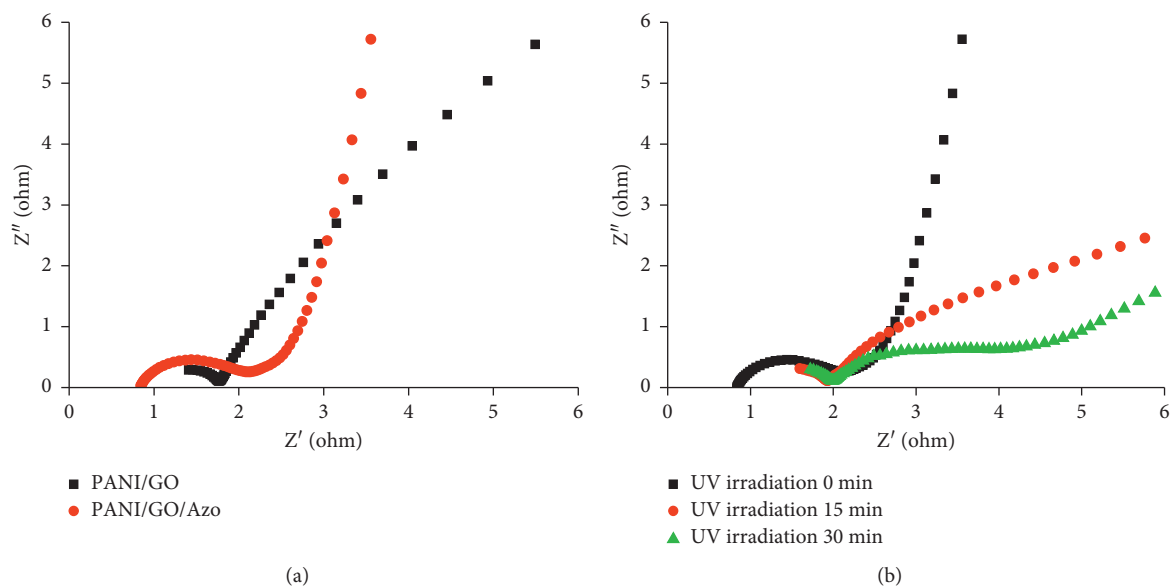 6
5
4
3
2
1
0
Z″ (ohm)
0 1 2 3 4 5 6
Z′ (ohm)
PANI/GO
PANI/GO/Azo
(a)
6
5
4
3
2
1
0
Z″ (ohm)
0 1 2 3 4 5 6
Z′ (ohm)
UV irradiation 0 min
UV irradiation 15 min
UV irradiation 30 min
(b)